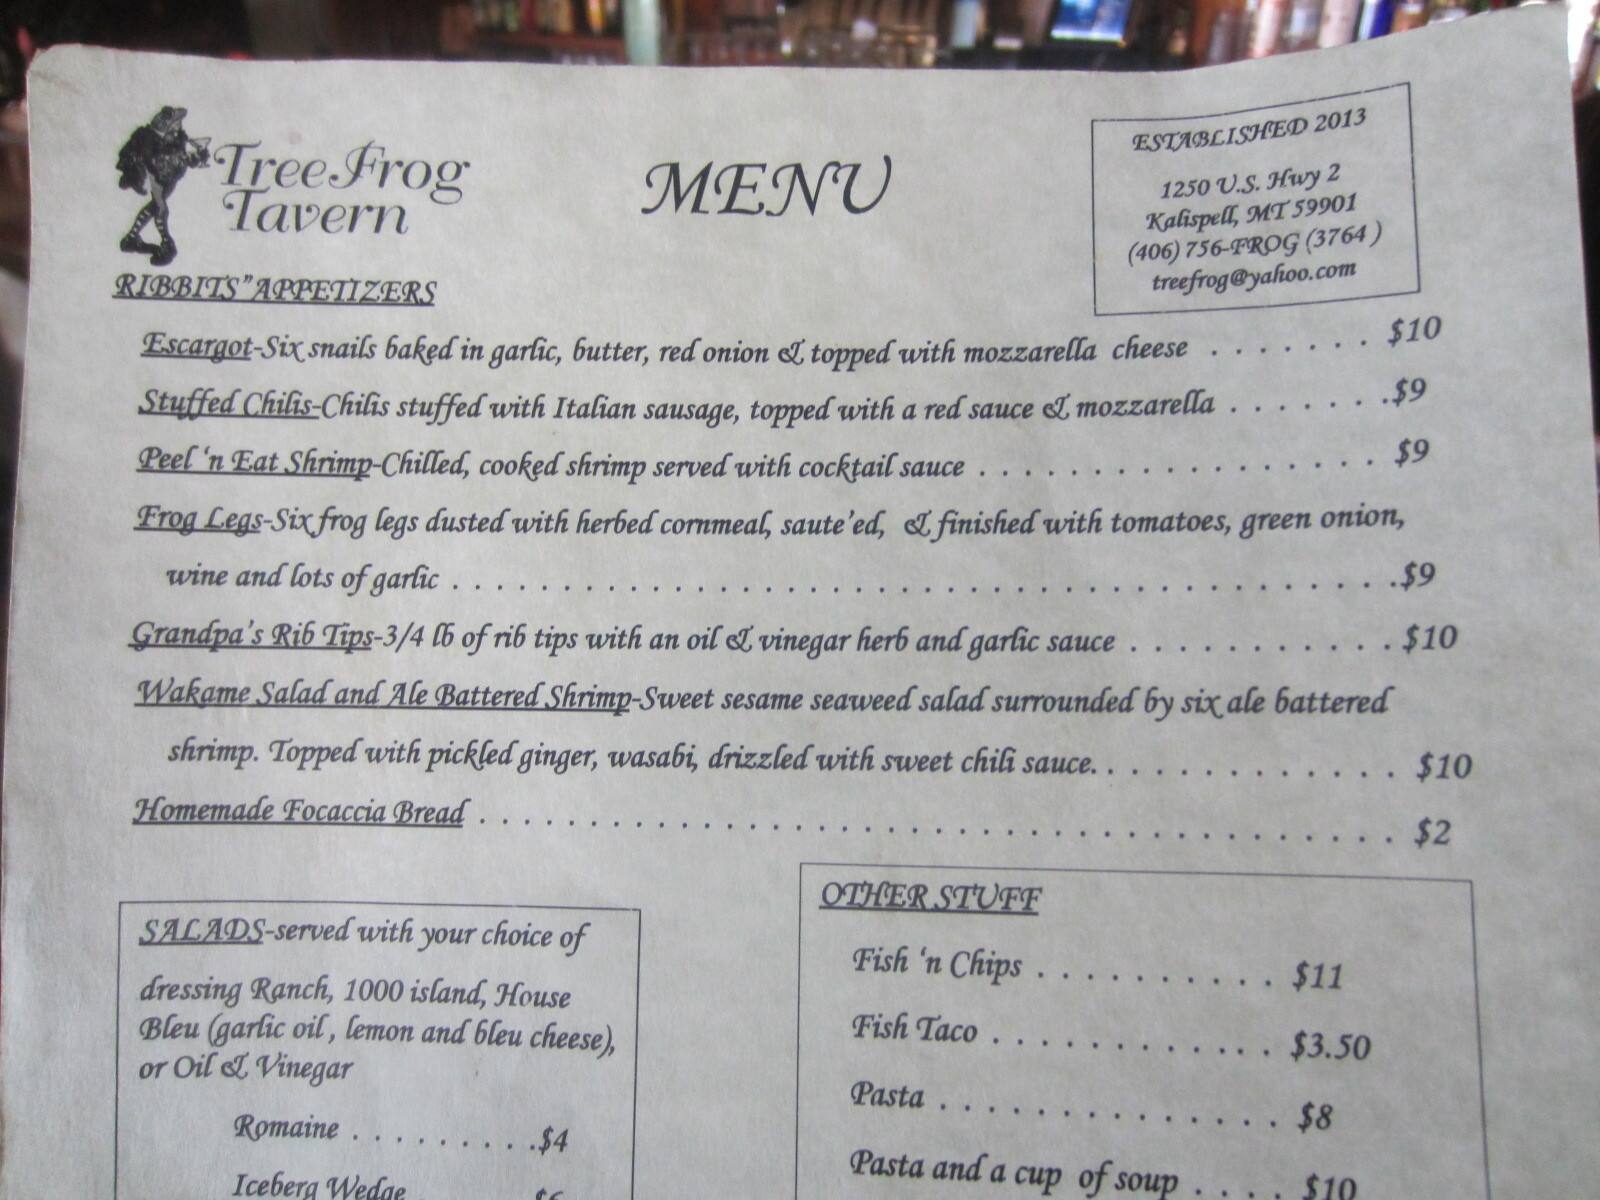 Tree Frog
Tavern
MENU
ESTABLISHED 2013
1250 U.S. Hwy 2
Kalispell, MT 59901
(406) 756-FROG (3764 )
treefrog@yahoo.com
RIBBITS" APPETIZERS
Escargot-Six snails baked in garlic, butter, red onion & topped with mozzarella cheese . . . . . . . $10
Stuffed Chilis-Chilis stuffed with Italian sausage, topped with a red sauce & mozzarella . . . . . . .$9
Peel 'n Eat Shrimp-Chilled, cooked shrimp served with cocktail sauce . . . . . . . . . . . . . . . . $9
Frog Legs-Six frog legs dusted with herbed cornmeal, saute'ed, & finished with tomatoes, green onion,
wine and lots of garlic . . . . . . . . . . . . . . . . . . . . . . . . . . . . . . . . . . .$9
Grandpa's Rib Tips-3/4 lb of rib tips with an oil & vinegar herb and garlic sauce . . . . . . . . . . . $10
Wakame Salad and Ale Battered Shrimp-Sweet sesame seaweed salad surrounded by six ale battered
shrimp. Topped with pickled ginger, wasabi, drizzled with sweet chili sauce. . . . . . . . . . . . $10
Homemade Focaccia Bread . . . . . . . . . . . . . . . . . . . . . . . . . . . . . . . . . . $2
SALADS-served with your choice of
dressing Ranch, 1000 island, House
Bleu (garlic oil , lemon and bleu cheese),
or Oil & Vinegar
Romaine . . . . . . . . .$4
Iceberg Wedge $6
OTHER STUFF
Fish 'n Chips . . . . . . . . . . . $11
Fish Taco . . . . . . . . . . . . . $3.50
Pasta . . . . . . . . . . . . . . . $8
Pasta and a cup of soup . . . . $10